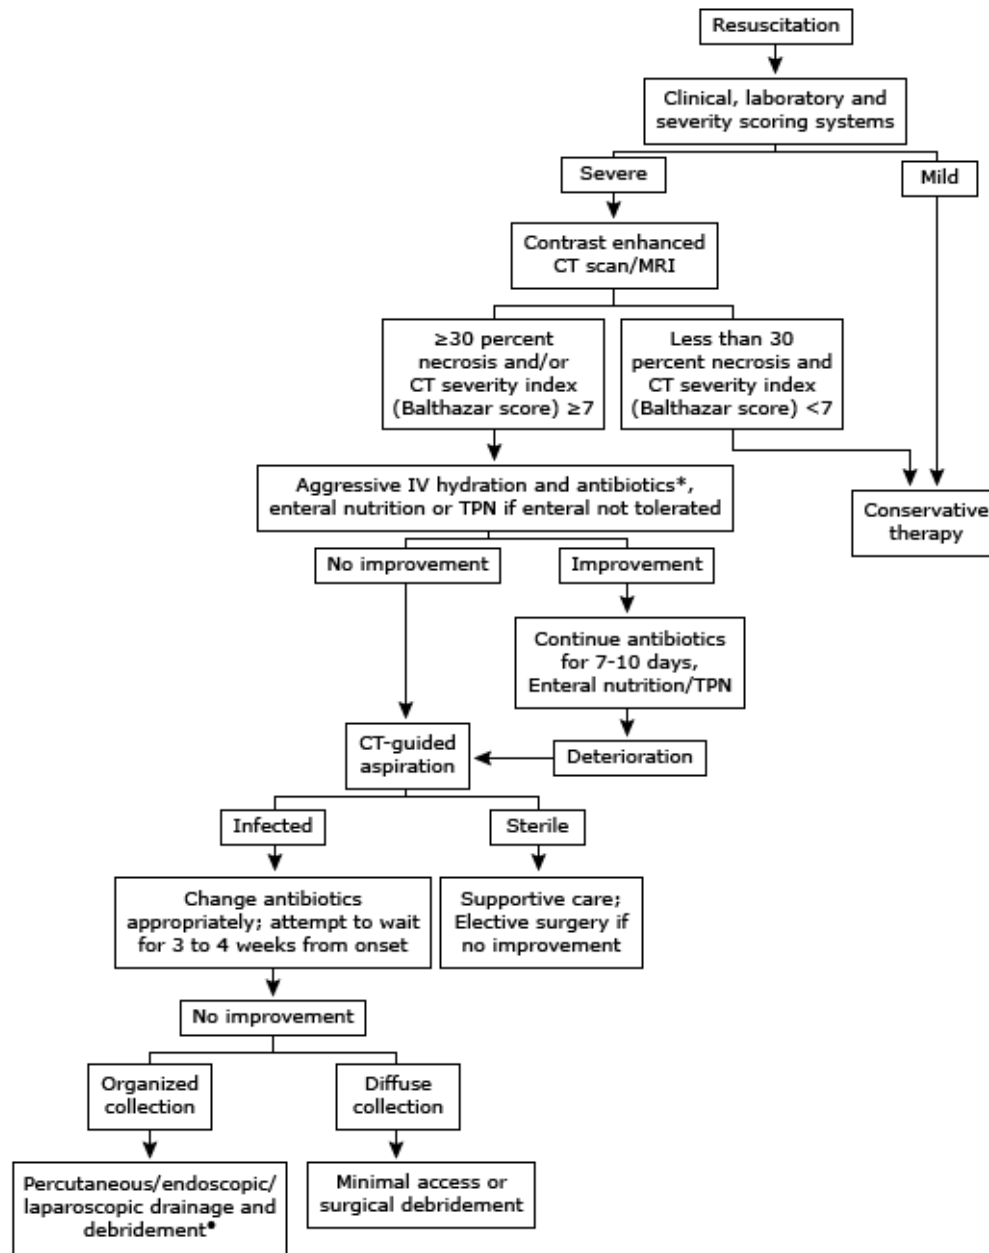 Resuscitation
Clinical, laboratory and
severity scoring systems
Severe
Mild
Contrast enhanced
CT scan/MRI
≥30 percent
necrosis and/or
CT severity index
(Balthazar score) ≥7
Less than 30
percent necrosis and
CT severity index
(Balthazar score) <7
Aggressive IV hydration and antibiotics*,
enteral nutrition or TPN if enteral not tolerated
Conservative
therapy
No improvement
Improvement
Continue antibiotics
for 7-10 days,
Enteral nutrition/TPN
CT-guided
aspiration
Deterioration
Infected
Sterile
Change antibiotics
appropriately; attempt to wait
for 3 to 4 weeks from onset
Supportive care;
Elective surgery if
no improvement
No improvement
Organized
collection
Diffuse
collection
Percutaneous/endoscopic/
laparoscopic drainage and
debridement•
Minimal access or
surgical debridement